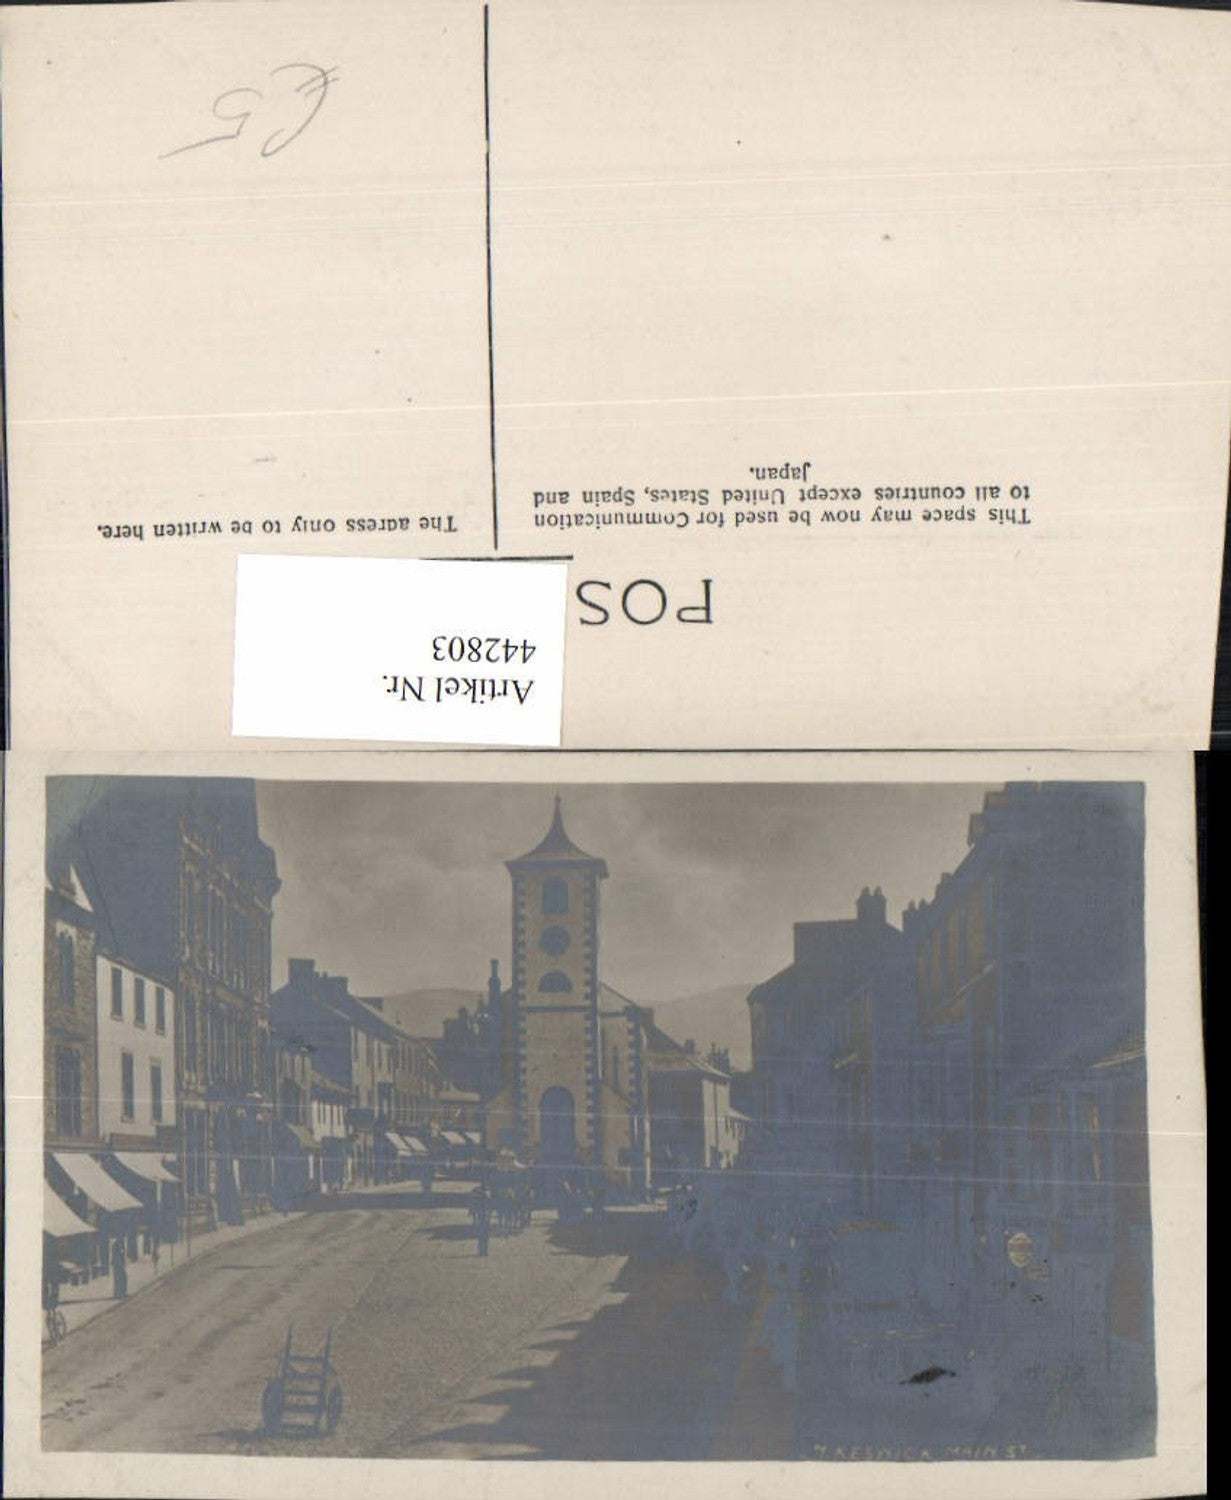 POS
This space may now be used for Communication
to all countries except United States, Spain and
Japan.
The adress only to be written here.
£5
Artikel Nr.
442803
KESWICK MAIN ST